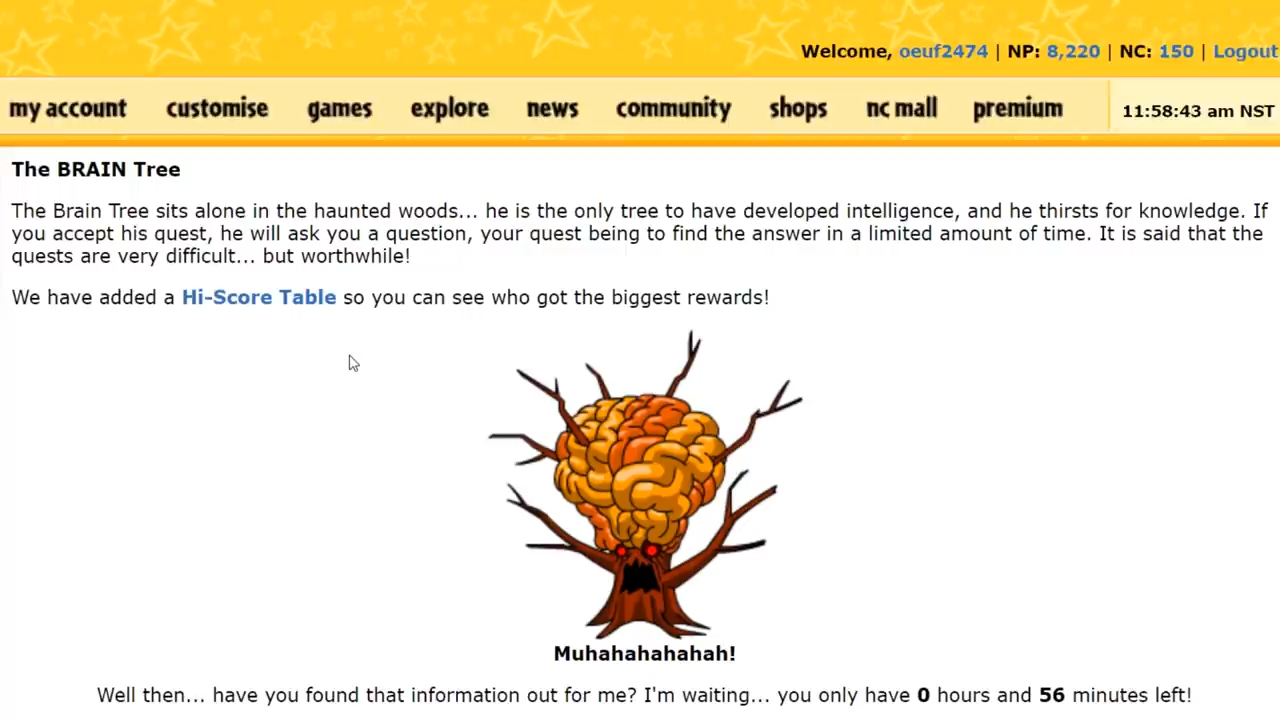 Welcome, oeuf2474 | NP: 8,220 | NC: 150 | Logout
my account customise games explore news community shops nc mall premium 11:58:43 am NST
The BRAIN Tree
The Brain Tree sits alone in the haunted woods... he is the only tree to have developed intelligence, and he thirsts for knowledge. If
you accept his quest, he will ask you a question, your quest being to find the answer in a limited amount of time. It is said that the
quests are very difficult... but worthwhile!
We have added a Hi-Score Table so you can see who got the biggest rewards!
Muhahahahahah!
Well then... have you found that information out for me? I'm waiting... you only have 0 hours and 56 minutes left!